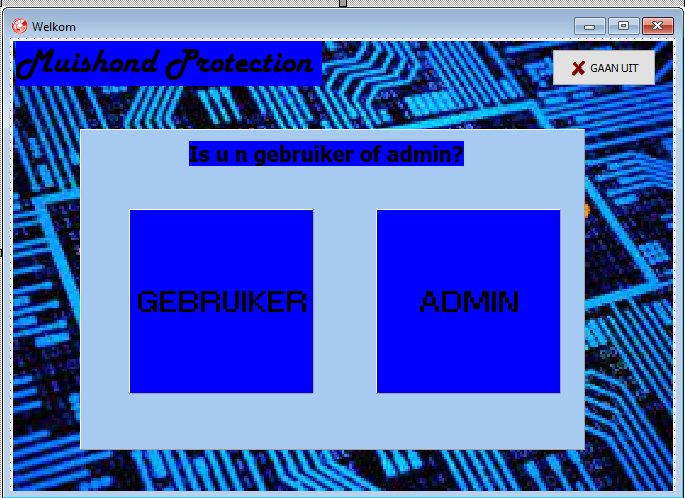 Welkom
Muishond Protection
GAAN UIT
Is u n gebruiker of admin?
GEBRUIKER
ADMIN